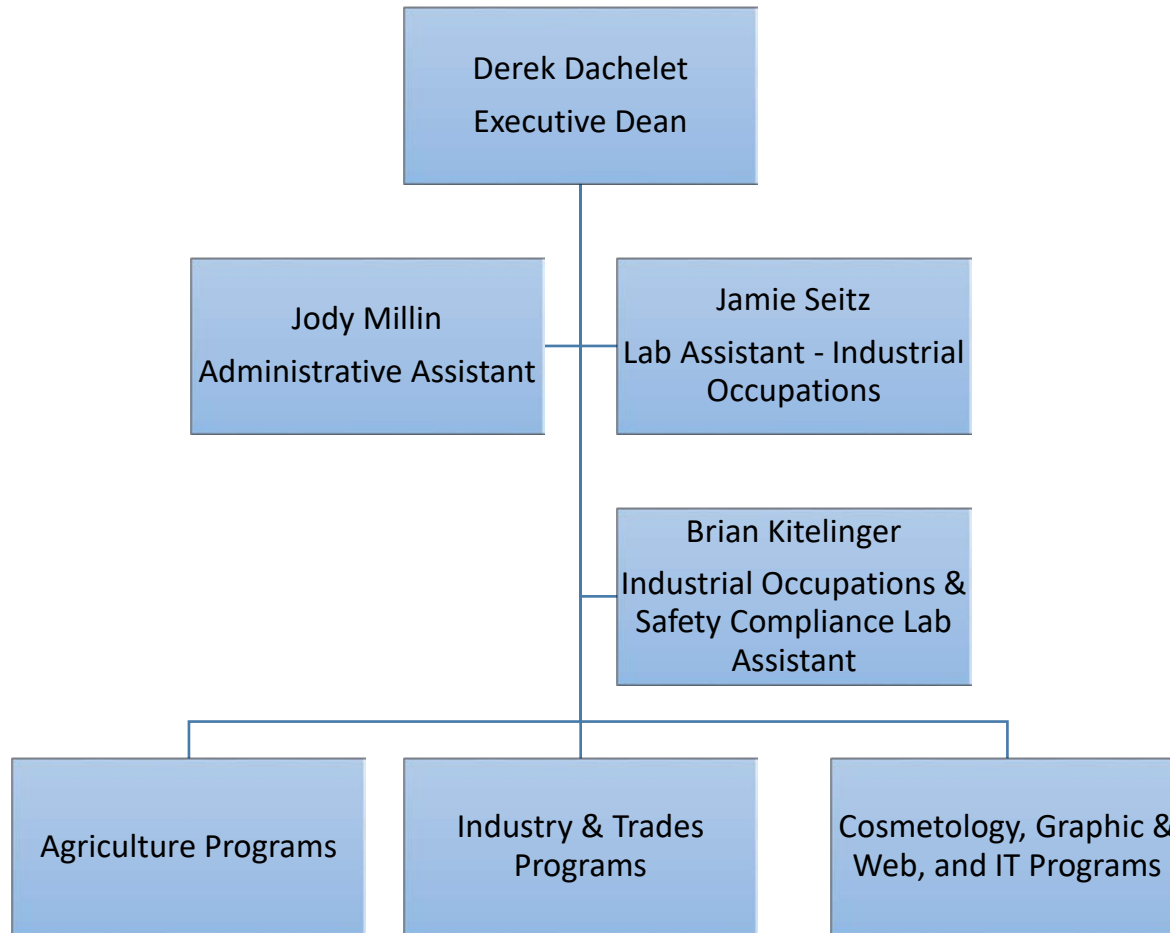 Derek Dachelet
Executive Dean
Jody Millin
Administrative Assistant
Jamie Seitz
Lab Assistant - Industrial
Occupations
Brian Kitelinger
Industrial Occupations &
Safety Compliance Lab
Assistant
Agriculture Programs
Industry & Trades
Programs
Cosmetology, Graphic &
Web, and IT Programs